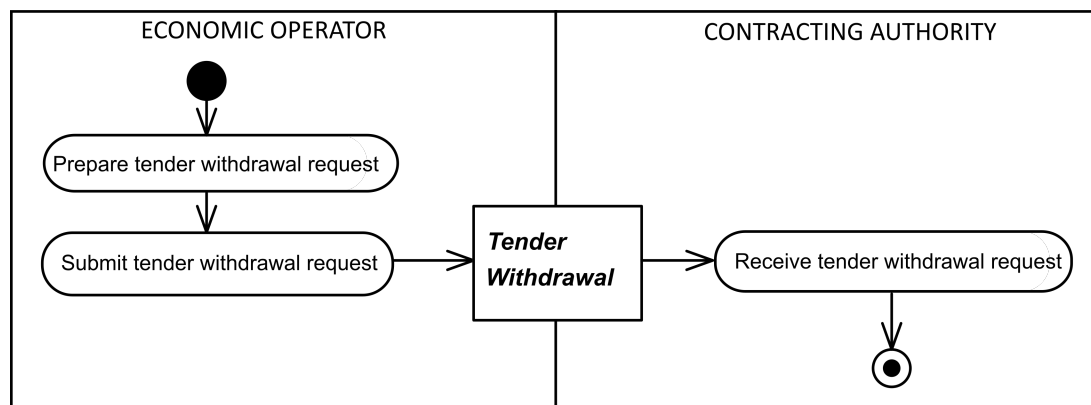 ECONOMIC OPERATOR
CONTRACTING AUTHORITY
Prepare tender withdrawal request
Submit tender withdrawal request
Tender
Withdrawal
Receive tender withdrawal request